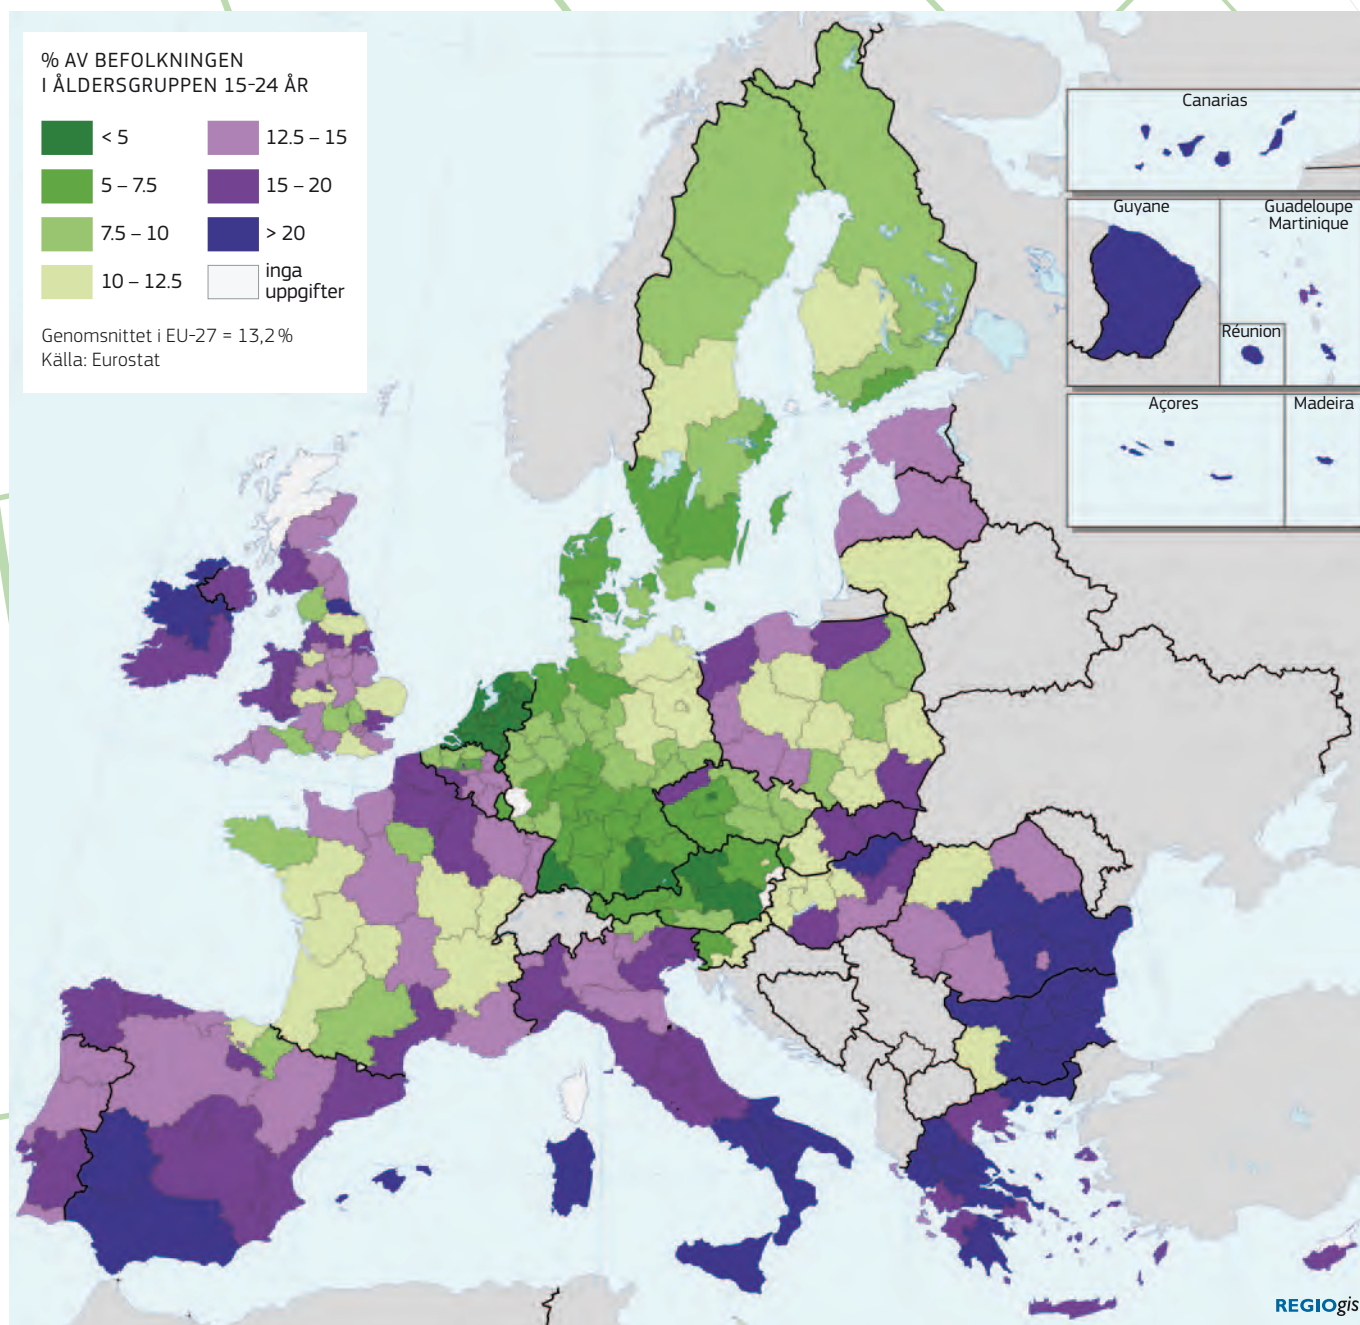 % AV BEFOLKNINGEN
I ÅLDERSGRUPPEN 15-24 ÅR
< 5
5 – 7.5
7.5 – 10
10 – 12.5
12.5 – 15
15 – 20
> 20
inga
uppgifter
Genomsnittet i EU-27 = 13,2 %
Källa: Eurostat
Canarias
Guyane
Guadeloupe
Martinique
Réunion
Açores
Madeira
REGIOgis